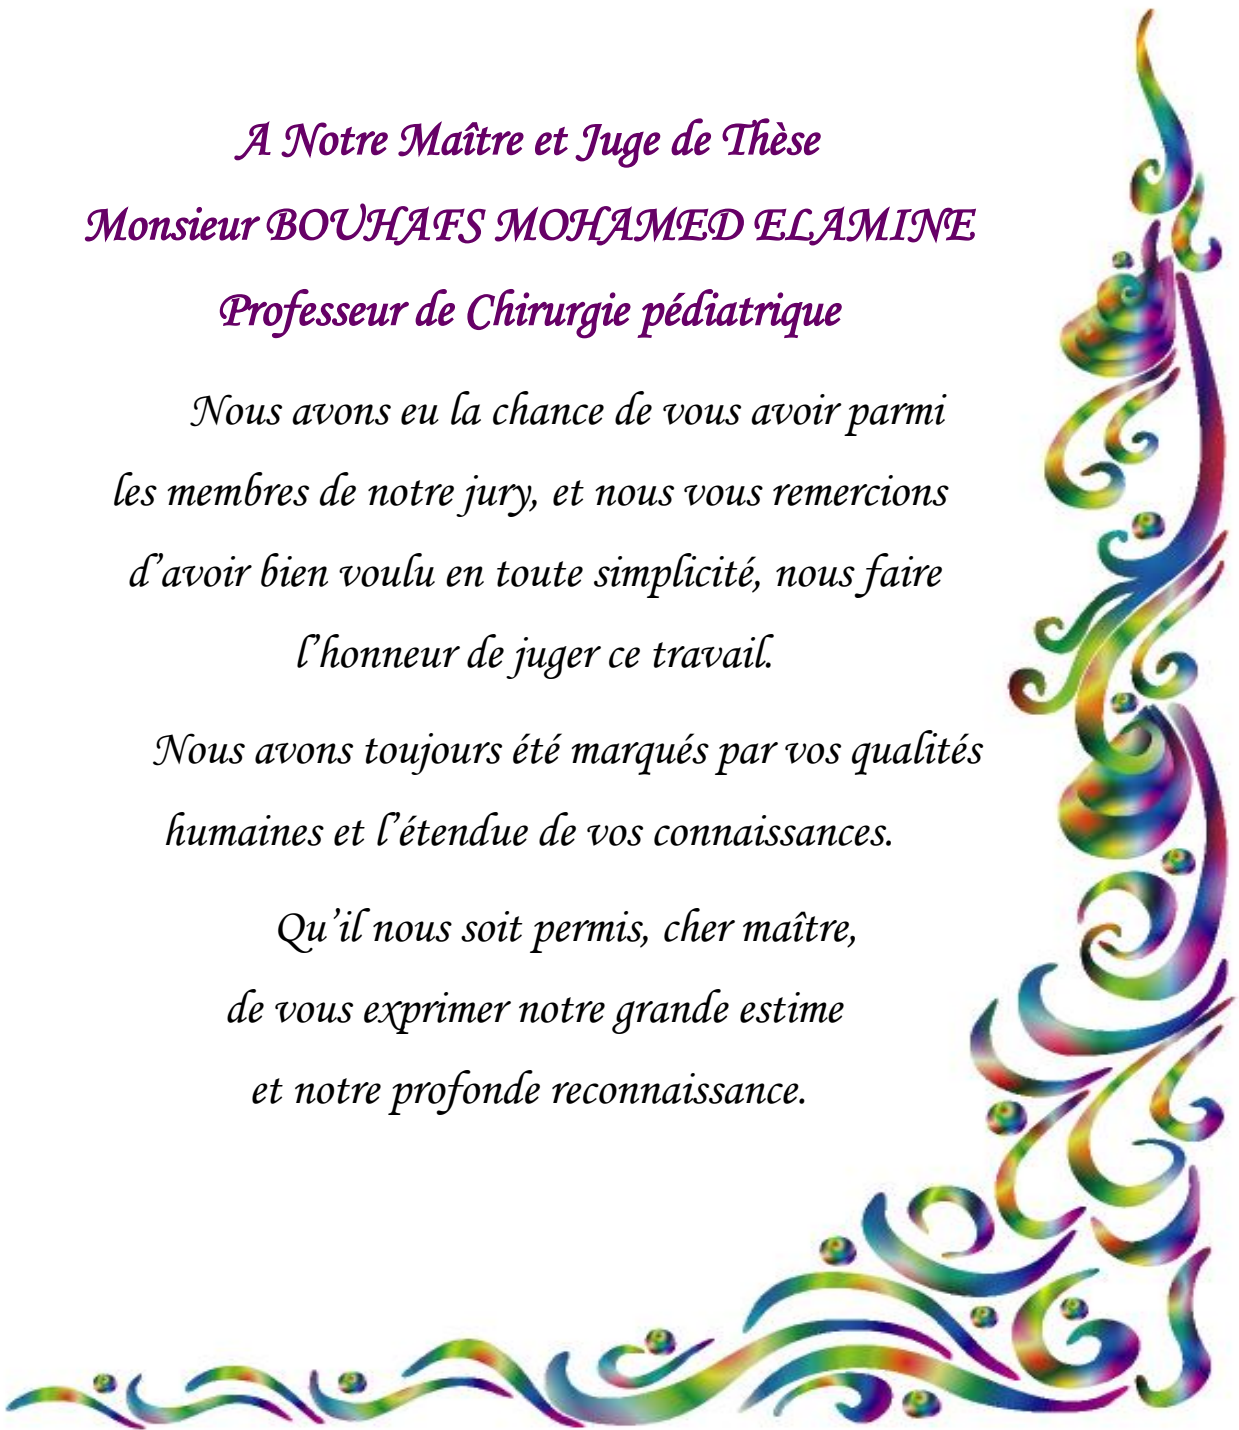 A Notre Maître et Juge de Thèse
Monsieur BOUHAFS MOHAMED ELAMINE
Professeur de Chirurgie pédiatrique
Nous avons eu la chance de vous avoir parmi
les membres de notre jury, et nous vous remercions
d’avoir bien voulu en toute simplicité, nous faire
l’honneur de juger ce travail.
Nous avons toujours été marqués par vos qualités
humaines et l’étendue de vos connaissances.
Qu’il nous soit permis, cher maître,
de vous exprimer notre grande estime
et notre profonde reconnaissance.